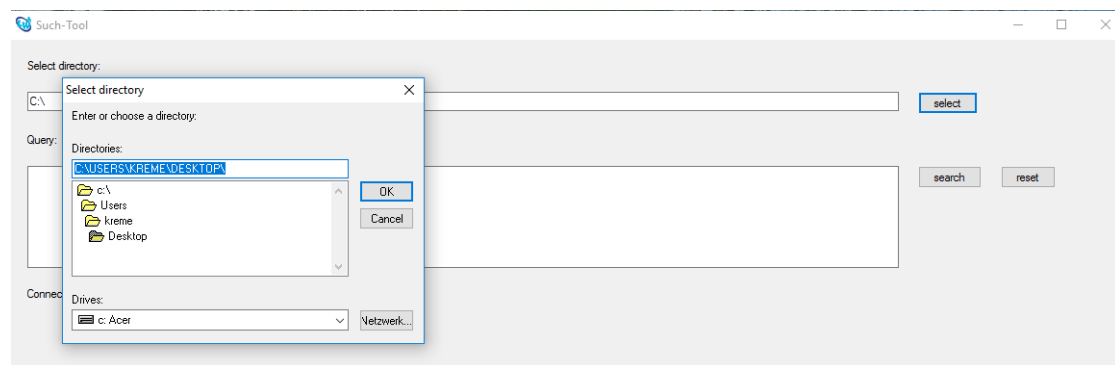 Such-Tool
Select directory:
C:\
select
Query:
search
reset
Connec
Select directory
Enter or choose a directory:
Directories:
C:\USERS\KREME\DESKTOP\
c:\
Users
kreme
Desktop
OK
Cancel
Drives:
c: Acer
Netzwerk...